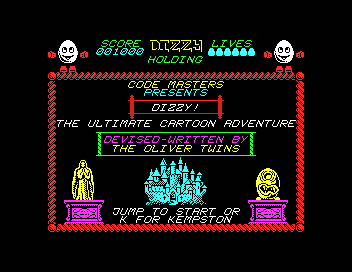 SCORE DIZZY LIVES
001000
HOLDING
CODE MASTERS
PRESENTS
DIZZY!
THE ULTIMATE CARTOON ADVENTURE
DEVISED-WRITTEN BY
THE OLIVER TWINS
JUMP TO START OR
K FOR KEMPSTON